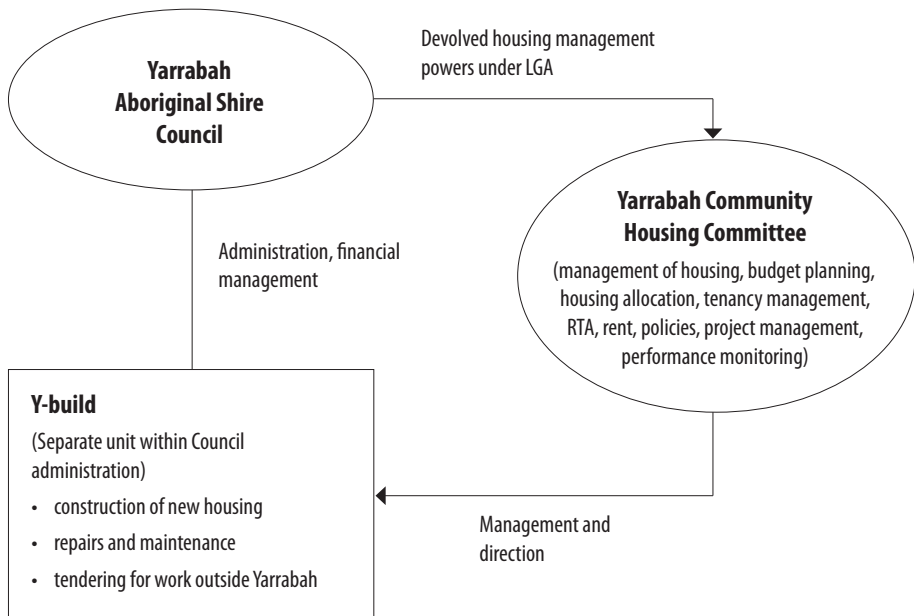 Yarrabah
Aboriginal Shire
Council
Devolved housing management
powers under LGA
Yarrabah Community
Housing Committee
(management of housing, budget planning,
housing allocation, tenancy management,
RTA, rent, policies, project management,
performance monitoring)
Administration, financial
management
Y-build
(Separate unit within Council
administration)
• construction of new housing
• repairs and maintenance
• tendering for work outside Yarrabah
Management and
direction